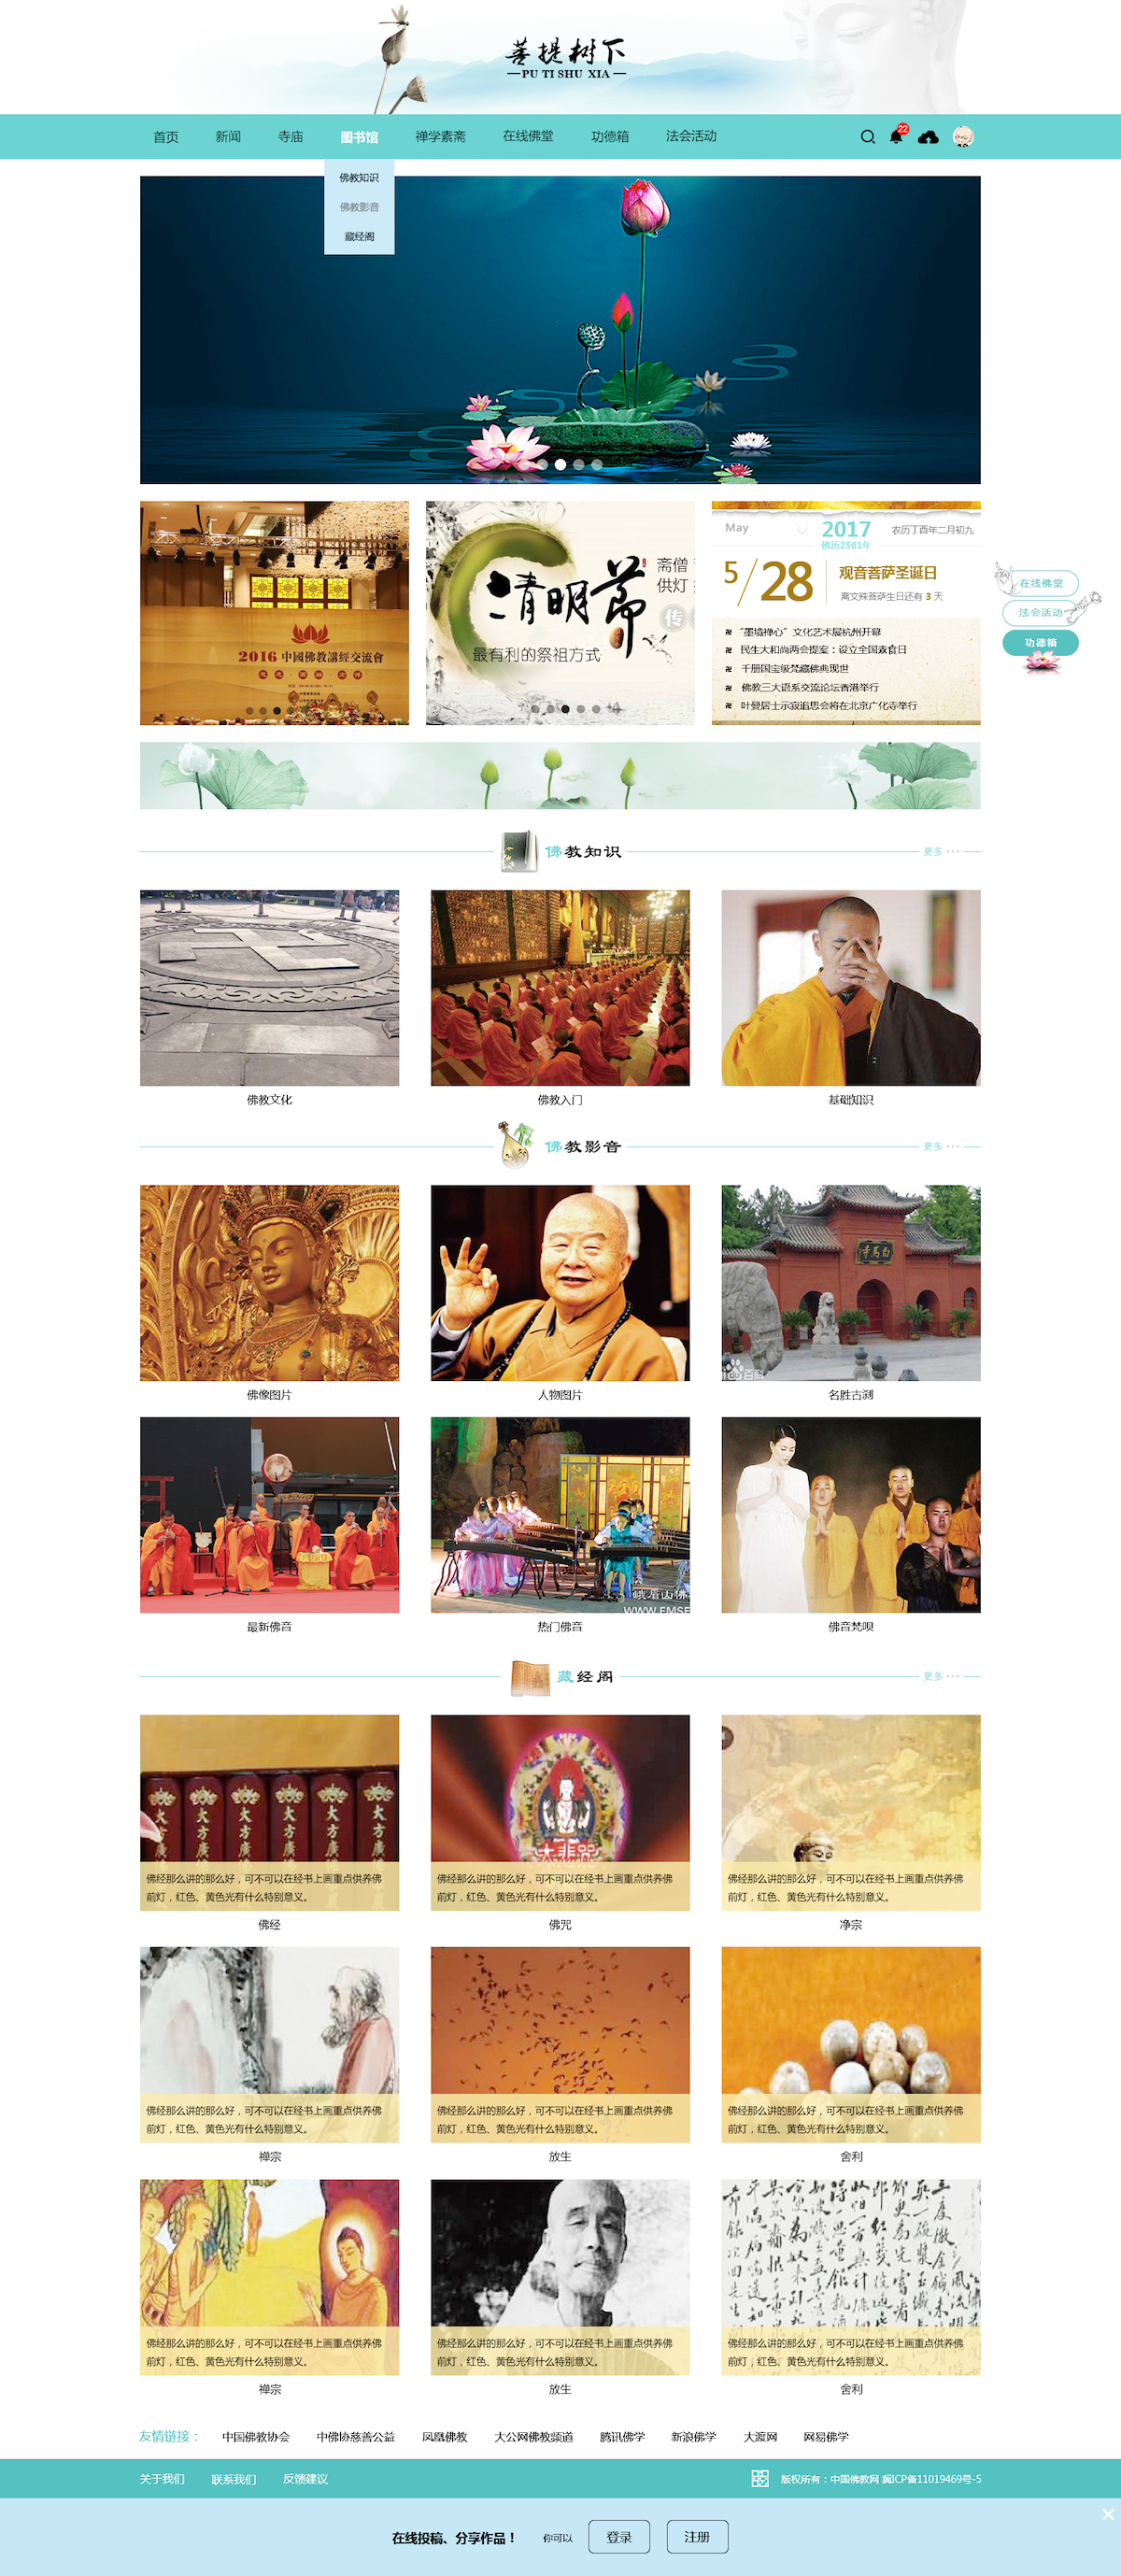 菩提树下
PU TI SHU XIA
首页 新闻 寺庙 图书馆 禅学素斋 在线佛堂 功德箱 法会活动
22
佛教知识
佛教影音
藏经阁
2016 中國佛教講經交流會
清明節
斋僧
供灯
传
最有利的祭祖方式
May 2017 农历丁酉年二月初九
佛历2561年
5/28 观音菩萨圣诞日
离文殊菩萨生日还有 3 天
“墨墙禅心”文化艺术展杭州开幕
民生大和尚两会提案：设立全国素食日
千册国宝级梵藏佛典现世
佛教三大语系交流论坛香港举行
叶曼居士示寂追思会将在北京广化寺举行
在线佛堂
法会活动
功德箱
佛教知识
更多
佛教文化 佛教入门 基础知识
佛教影音
更多
寺馬白
佛像图片 人物图片 名胜古刹
峨眉山佛
WWW.EMSF
最新佛音 热门佛音 佛音梵呗
藏经阁
更多
大方廣 大方廣 大方廣 大方廣 大方廣
大悲咒
佛经那么讲的那么好，可不可以在经书上画重点供养佛
前灯，红色、黄色光有什么特别意义。
佛经那么讲的那么好，可不可以在经书上画重点供养佛
前灯，红色、黄色光有什么特别意义。
佛经那么讲的那么好，可不可以在经书上画重点供养佛
前灯，红色、黄色光有什么特别意义。
佛经 佛咒 净宗
佛经那么讲的那么好，可不可以在经书上画重点供养佛
前灯，红色、黄色光有什么特别意义。
佛经那么讲的那么好，可不可以在经书上画重点供养佛
前灯，红色、黄色光有什么特别意义。
佛经那么讲的那么好，可不可以在经书上画重点供养佛
前灯，红色、黄色光有什么特别意义。
禅宗 放生 舍利
佛经那么讲的那么好，可不可以在经书上画重点供养佛
前灯，红色、黄色光有什么特别意义。
佛经那么讲的那么好，可不可以在经书上画重点供养佛
前灯，红色、黄色光有什么特别意义。
佛经那么讲的那么好，可不可以在经书上画重点供养佛
前灯，红色、黄色光有什么特别意义。
禅宗 放生 舍利
友情链接： 中国佛教协会 中佛协慈善公益 凤凰佛教 大公网佛教频道 腾讯佛学 新浪佛学 大渡网 网易佛学
关于我们 联系我们 反馈建议
版权所有：中国佛教网 冀ICP备11019469号-5
在线投稿、分享作品！ 你可以 登录 注册